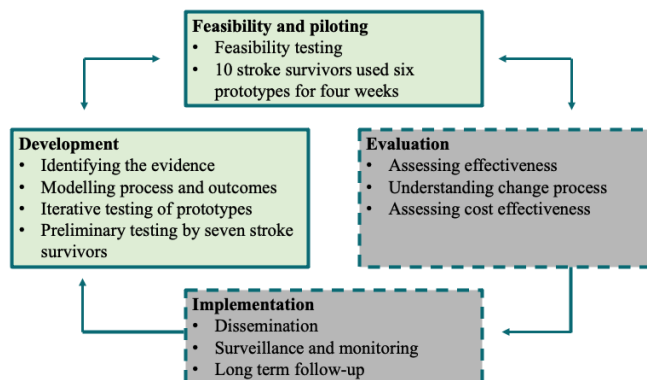 Feasibility and piloting
• Feasibility testing
• 10 stroke survivors used six
prototypes for four weeks
Development
• Identifying the evidence
• Modelling process and outcomes
• Iterative testing of prototypes
• Preliminary testing by seven stroke
survivors
Evaluation
• Assessing effectiveness
• Understanding change process
• Assessing cost effectiveness
Implementation
• Dissemination
• Surveillance and monitoring
• Long term follow-up